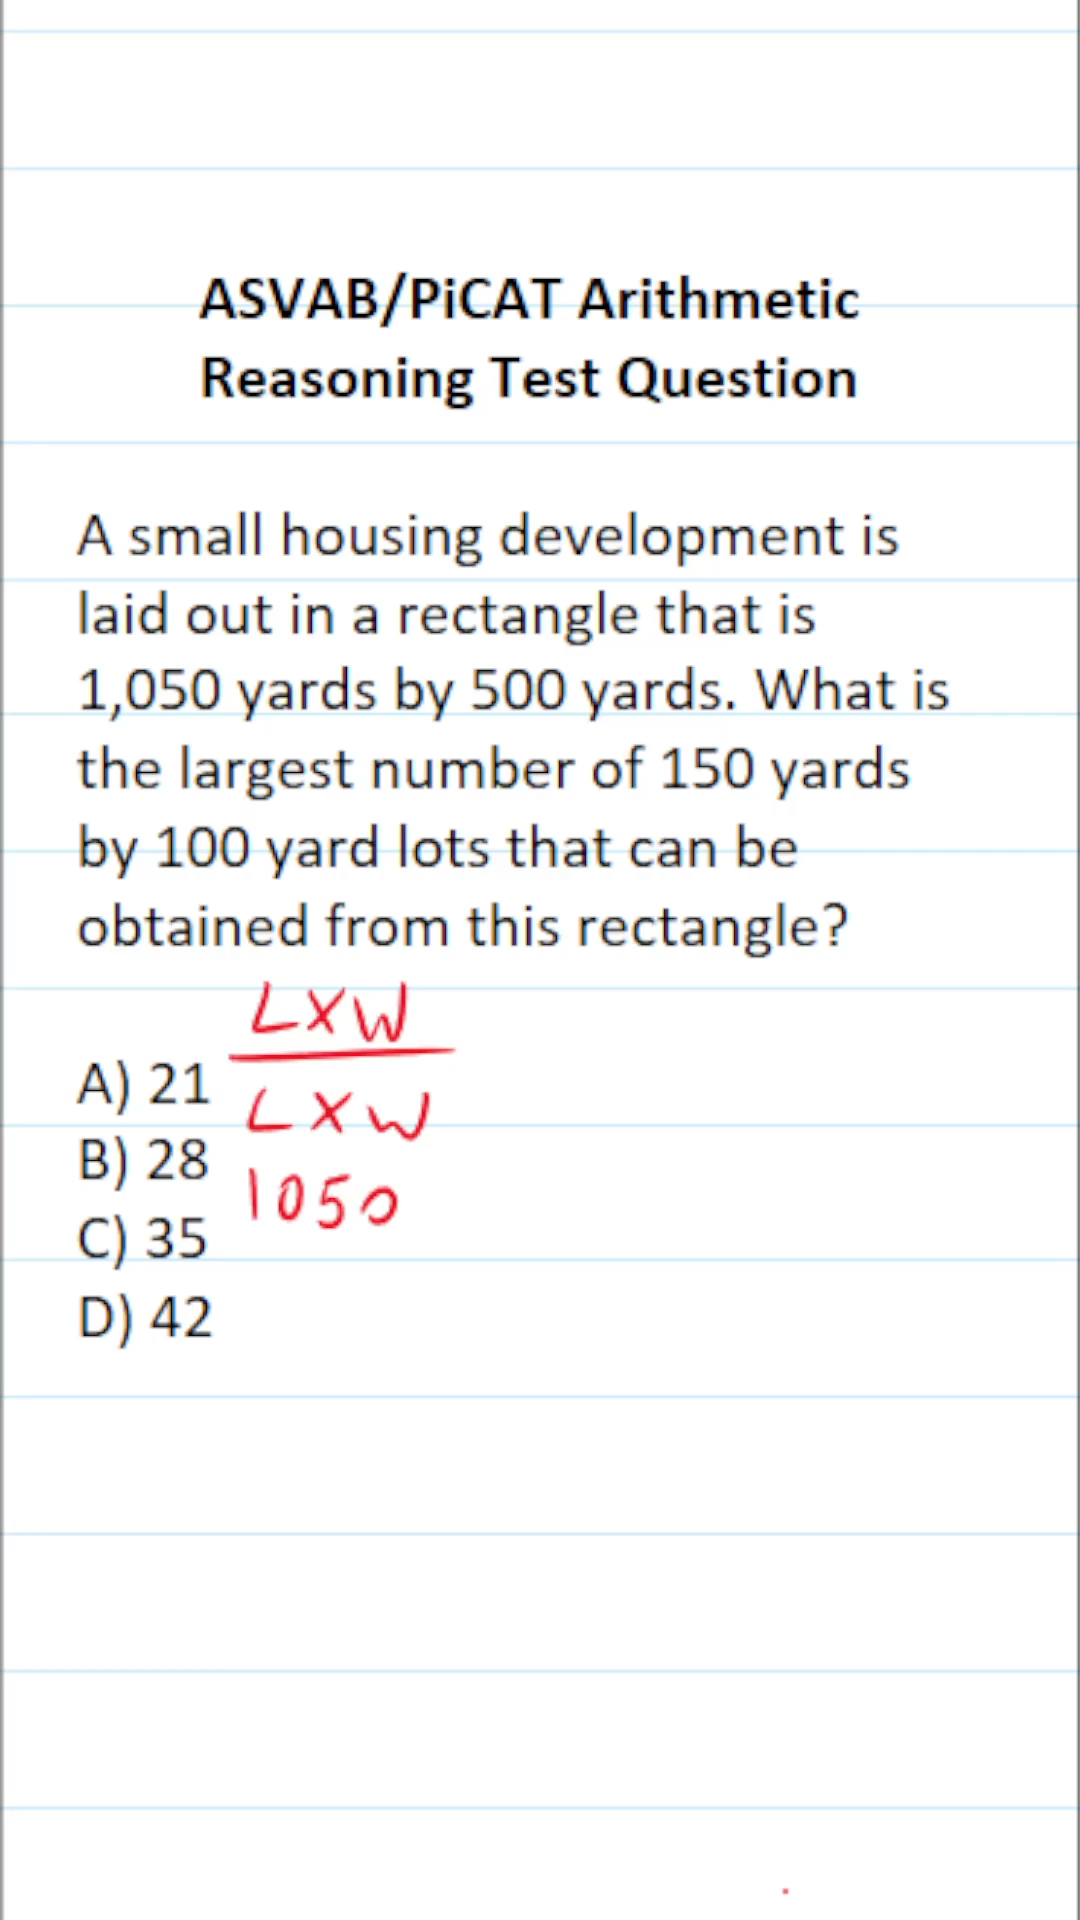 ASVAB/PiCAT Arithmetic
Reasoning Test Question
A small housing development is
laid out in a rectangle that is
1,050 yards by 500 yards. What is
the largest number of 150 yards
by 100 yard lots that can be
obtained from this rectangle?
LXW
A) 21
LXW
B) 28
1050
C) 35
D) 42